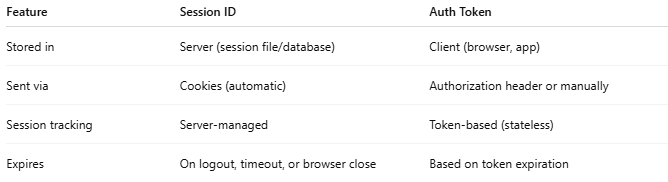 Feature Session ID Auth Token
Stored in Server (session file/database) Client (browser, app)
Sent via Cookies (automatic) Authorization header or manually
Session tracking Server-managed Token-based (stateless)
Expires On logout, timeout, or browser close Based on token expiration